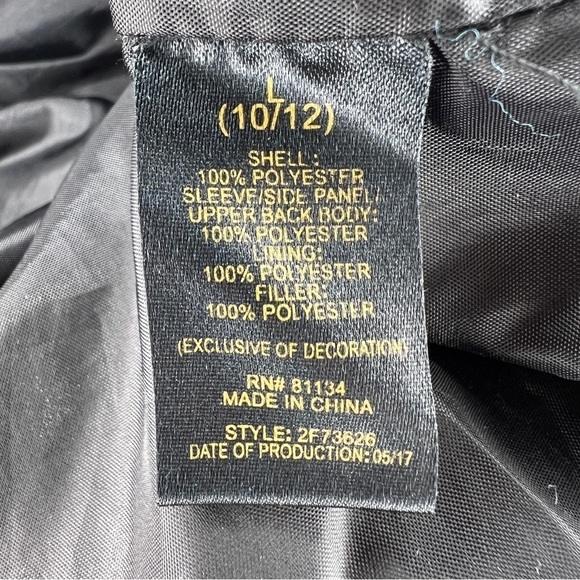 L
(10/12)
SHELL:
100% POLYESTER
SLEEVE/SIDE PANEL/
UPPER BACK BODY:
100% POLYESTER
LINING:
100% POLYESTER
FILLER:
100% POLYESTER
(EXCLUSIVE OF DECORATION)
RN# 81134
MADE IN CHINA
STYLE: 2F73626
DATE OF PRODUCTION: 05/17